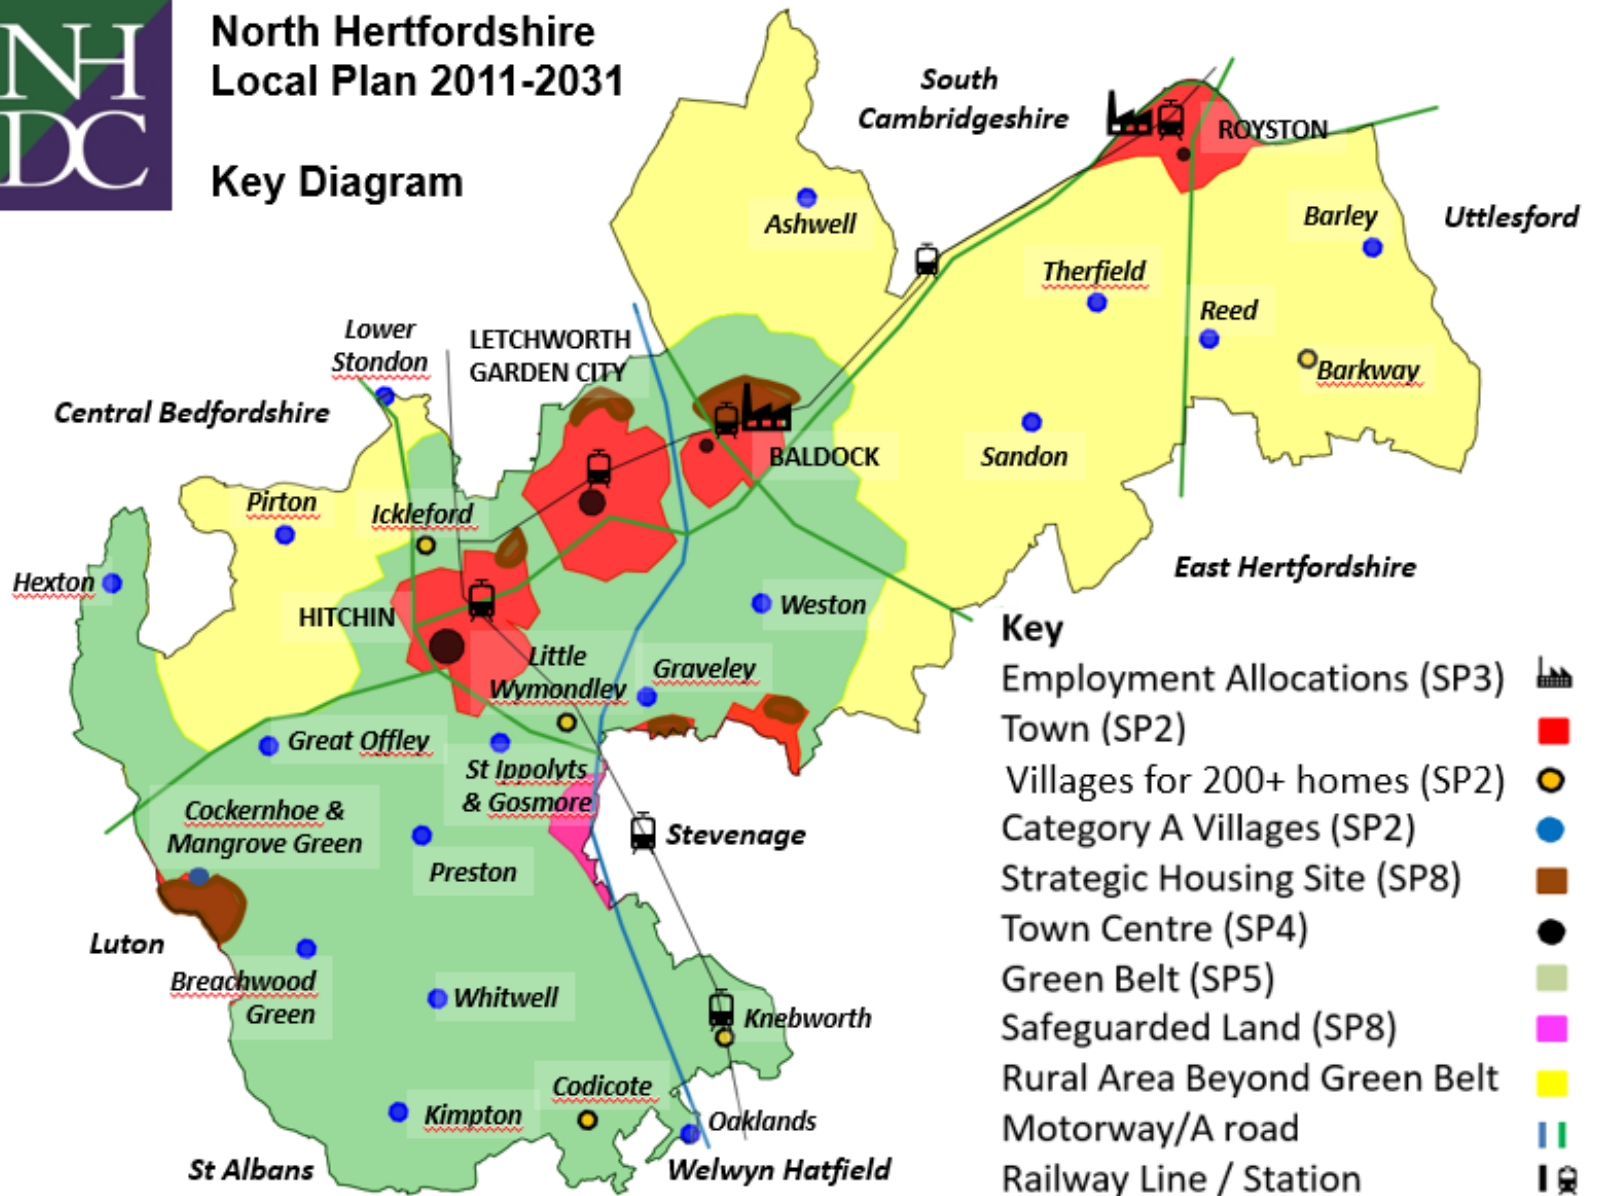 NH
DC
North Hertfordshire
Local Plan 2011-2031
Key Diagram
South
Cambridgeshire
ROYSTON
Ashwell
Barley
Uttlesford
Therfield
Reed
Lower
Stondon
LETCHWORTH
GARDEN CITY
Barkway
Central Bedfordshire
BALDOCK
Sandon
Pirton
Ickleford
Hexton
East Hertfordshire
HITCHIN
Weston
Little
Wymondley
Graveley
Great Offley
St Ippolyts
& Gosmore
Cockernhoe &
Mangrove Green
Stevenage
Preston
Luton
Breachwood
Green
Whitwell
Knebworth
Codicote
Kimpton
Oaklands
St Albans
Welwyn Hatfield
Key
Employment Allocations (SP3)
Town (SP2)
Villages for 200+ homes (SP2)
Category A Villages (SP2)
Strategic Housing Site (SP8)
Town Centre (SP4)
Green Belt (SP5)
Safeguarded Land (SP8)
Rural Area Beyond Green Belt
Motorway/A road
Railway Line / Station